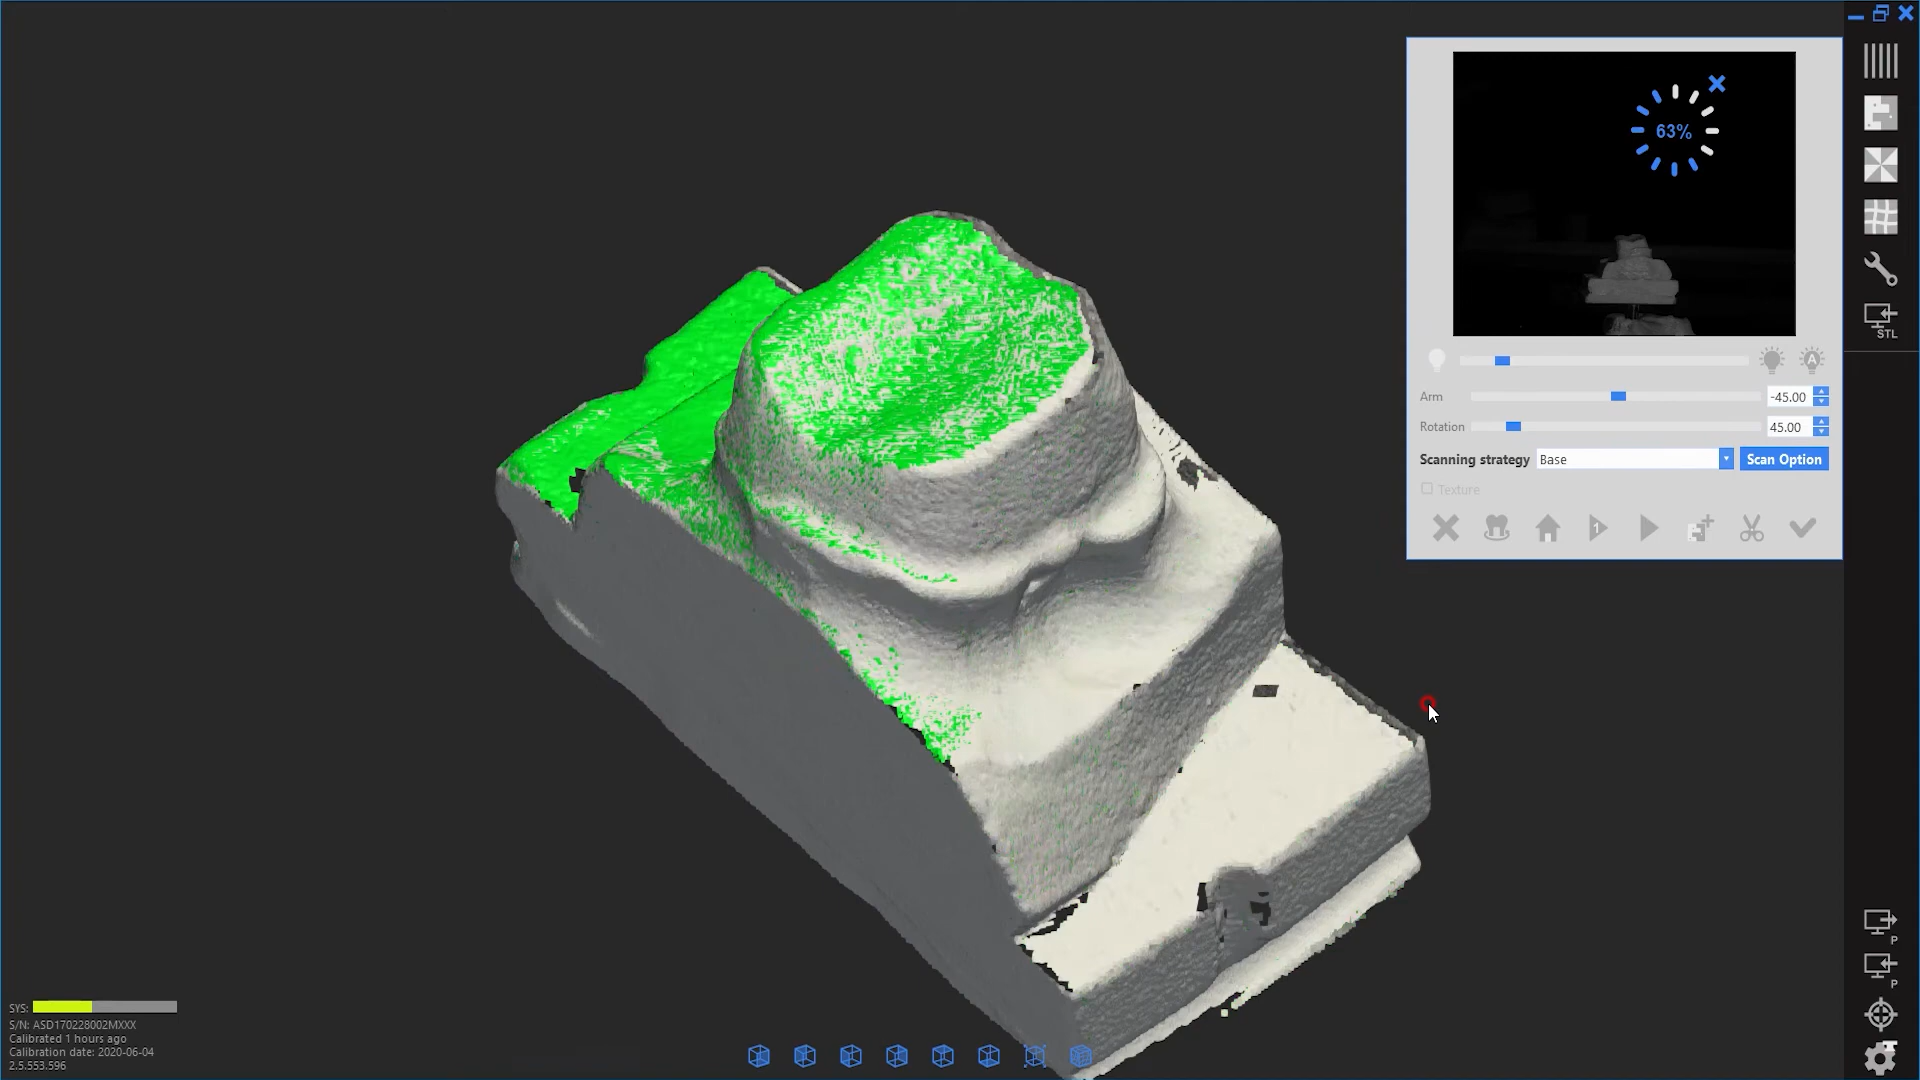 63%
A
Arm
-45.00
Rotation
45.00
Scanning strategy
Base
Scan Option
Texture
1
STL
P
P
SYS:
S/N: ASD170228002MXXX
Calibrated 1 hours ago
Calibration date: 2020-06-04
2.5.553.596